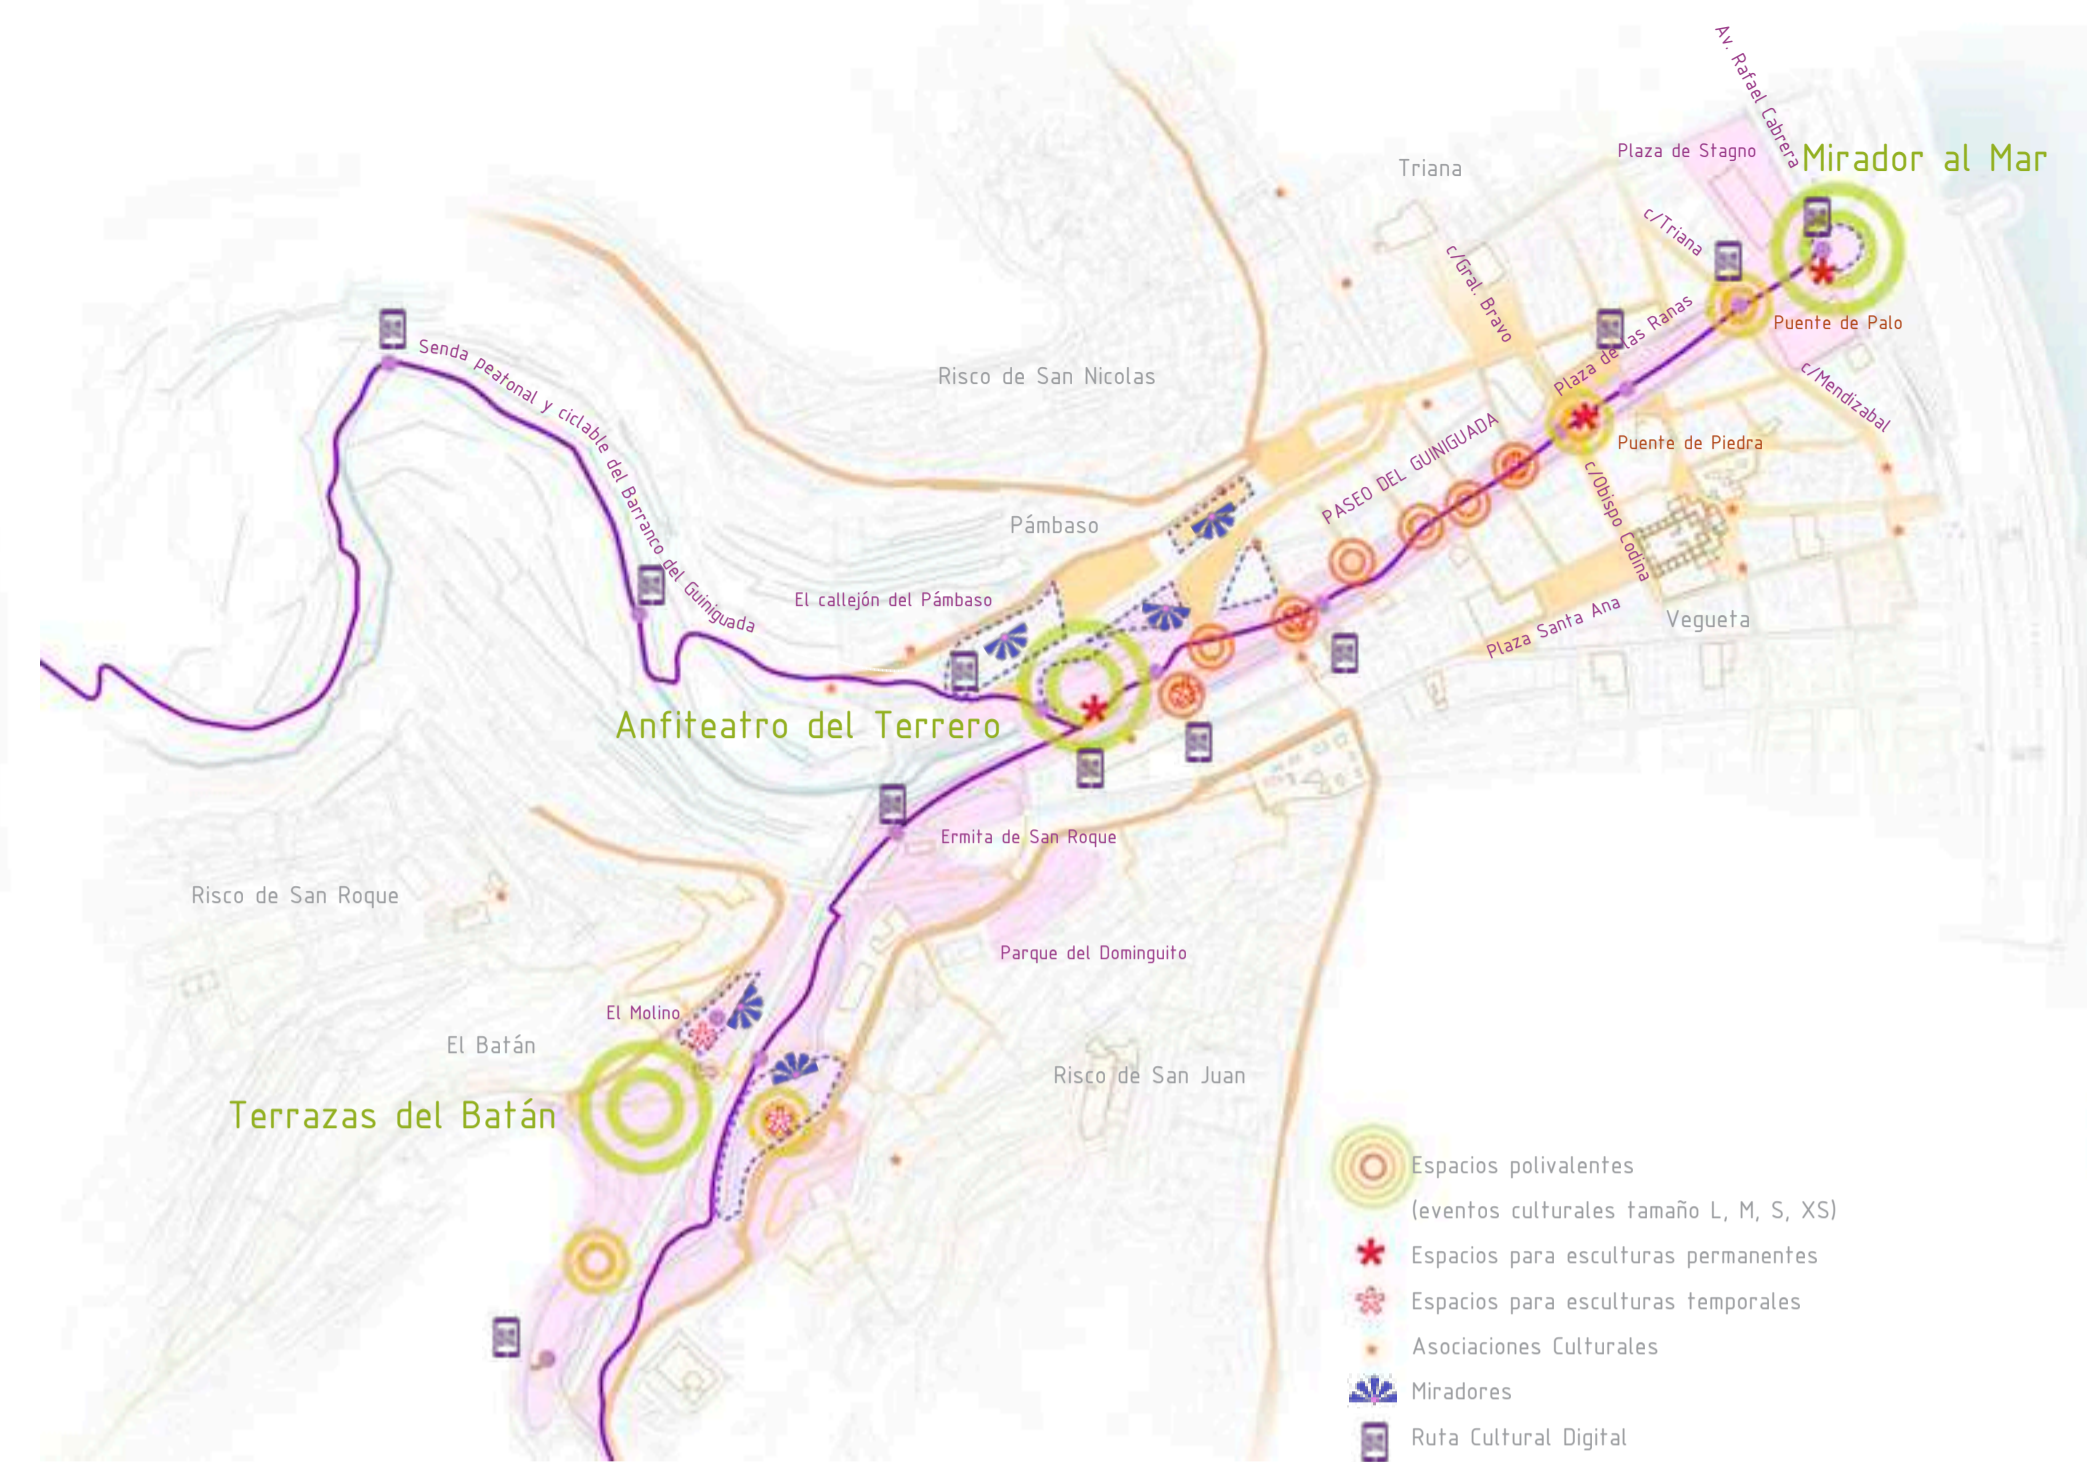 Av. Rafael Cabrera
Plaza de Stagno
Mirador al Mar
Triana
c/Triana
c/Gral. Bravo
Plaza de las Ranas
Puente de Palo
c/Mendizabal
Senda peatonal y ciclable del Barranco del Guiniguada
Risco de San Nicolas
PASEO DEL GUINIGUADA
Puente de Piedra
c/Obispo Codina
Pámbaso
El callejón del Pámbaso
Plaza Santa Ana
Vegueta
Anfiteatro del Terrero
Ermita de San Roque
Risco de San Roque
Parque del Dominguito
El Molino
El Batán
Risco de San Juan
Terrazas del Batán
Espacios polivalentes
(eventos culturales tamaño L, M, S, XS)
Espacios para esculturas permanentes
Espacios para esculturas temporales
Asociaciones Culturales
Miradores
Ruta Cultural Digital